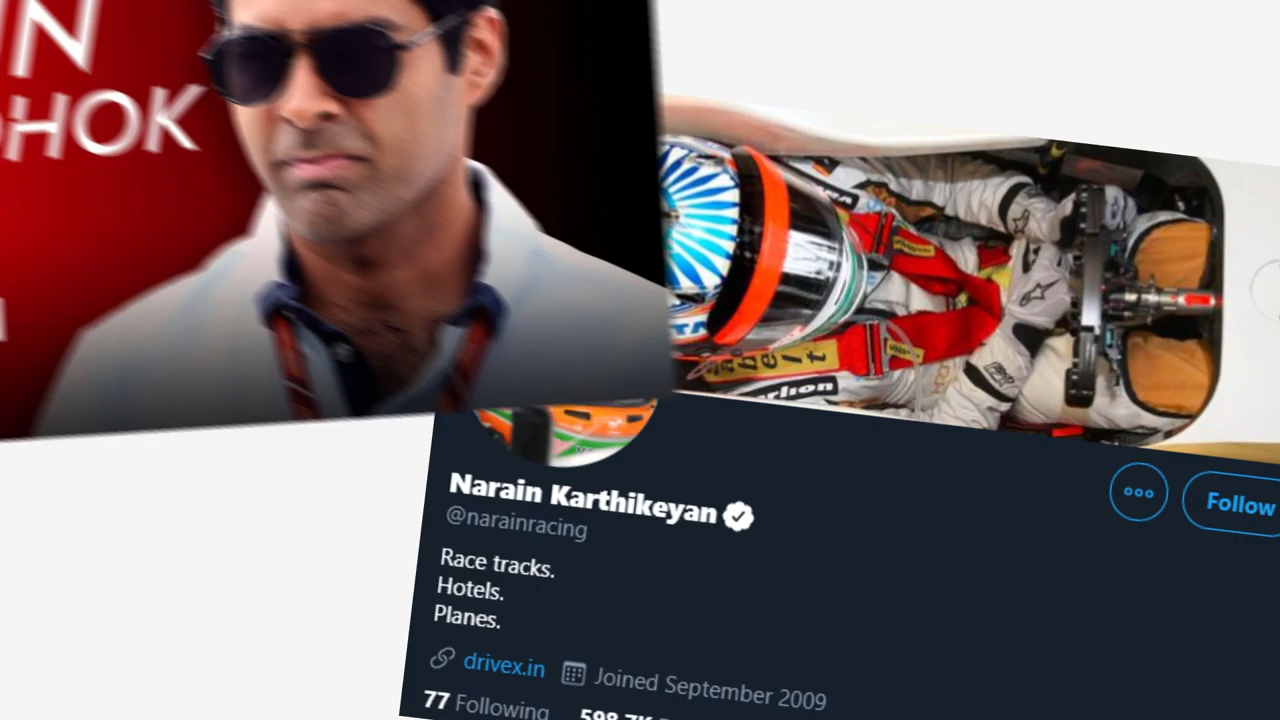 N
HOK
Narain Karthikeyan
@narainracing
Race tracks.
Hotels.
Planes.
Follow
drivex.in Joined September 2009
77 Following